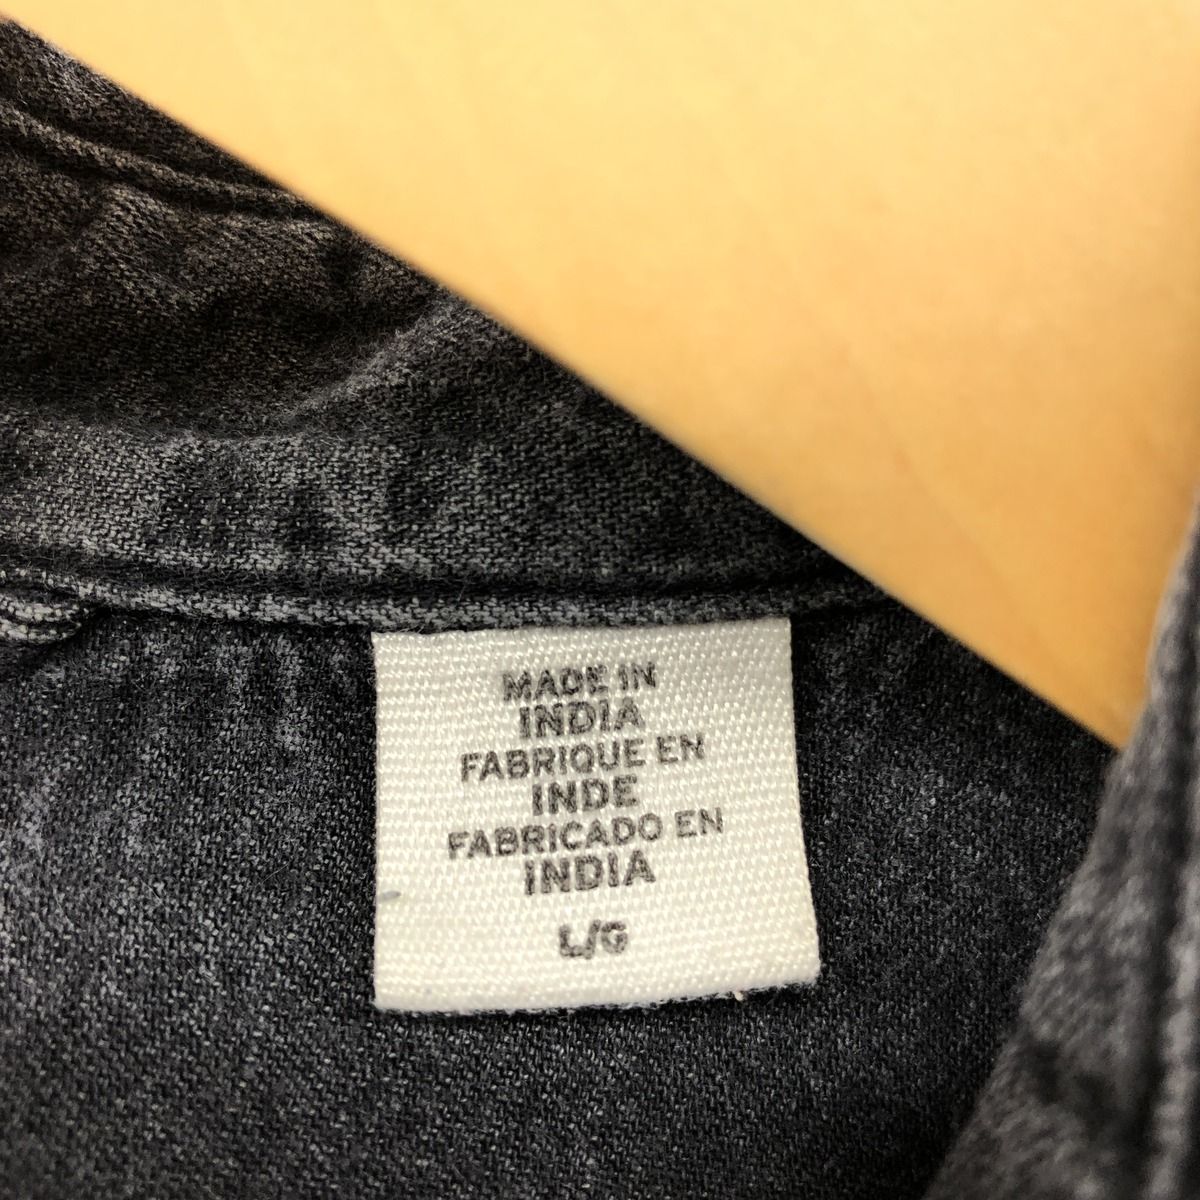 MADE IN
INDIA
FABRIQUE EN
INDE
FABRICADO EN
INDIA
L/G